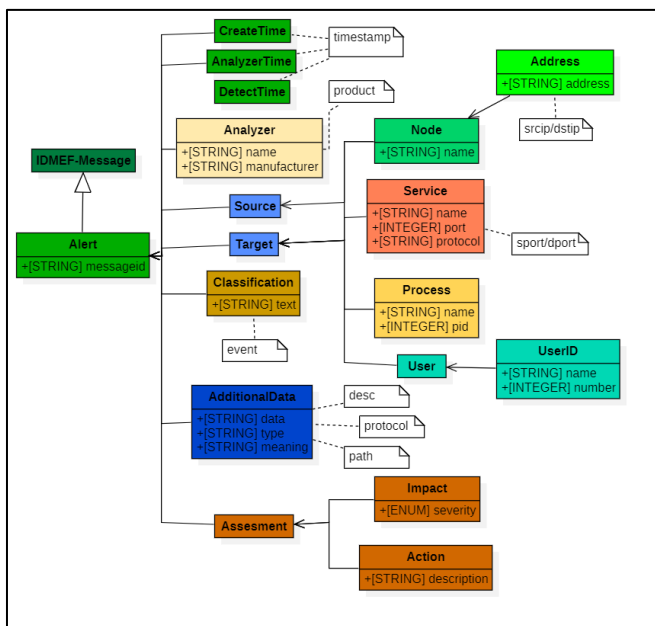 CreateTime
timestamp
AnalyzerTime
DetectTime
product
Address
+[STRING] address
srcip/dstip
Analyzer
+[STRING] name
+[STRING] manufacturer
Node
+[STRING] name
IDMEF-Message
Source
Service
+[STRING] name
+[INTEGER] port
+[STRING] protocol
sport/dport
Alert
+[STRING] messageid
Target
Classification
+[STRING] text
event
Process
+[STRING] name
+[INTEGER] pid
User
UserID
+[STRING] name
+[INTEGER] number
AdditionalData
+[STRING] data
+[STRING] type
+[STRING] meaning
desc
protocol
path
Impact
+[ENUM] severity
Assesment
Action
+[STRING] description